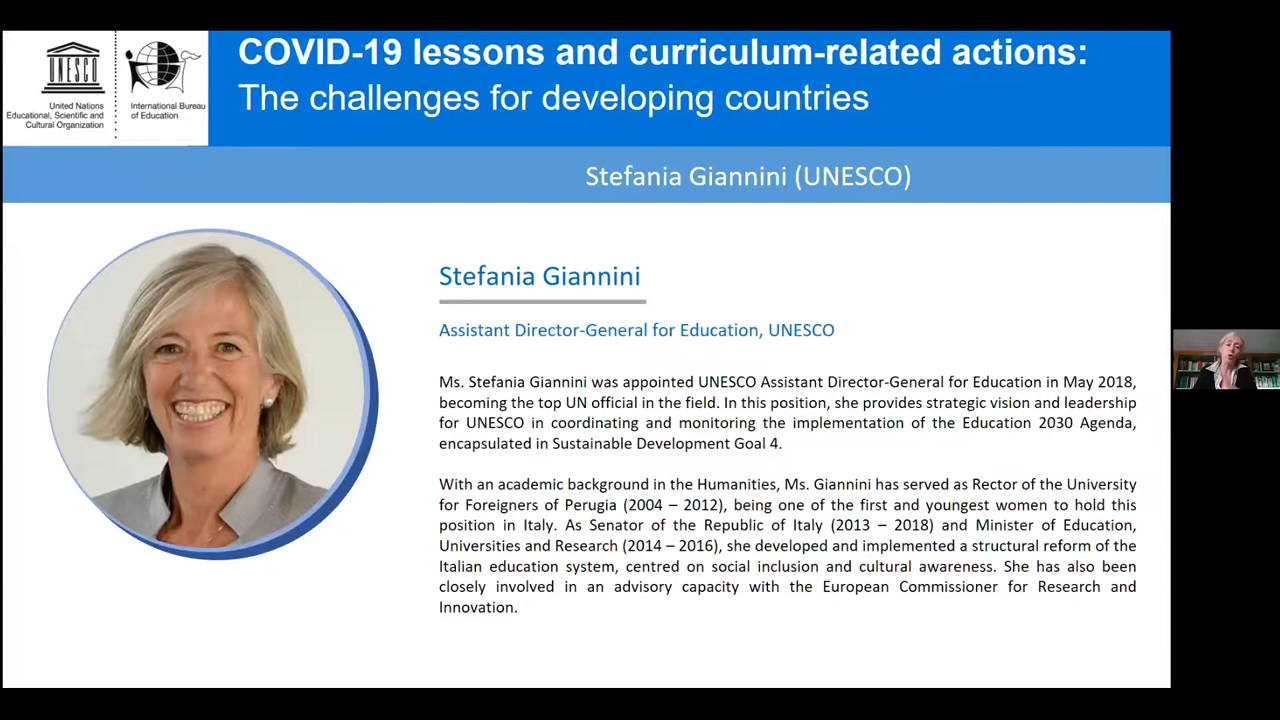 COVID-19 lessons and curriculum-related actions:
The challenges for developing countries
UNESCO
United Nations
Educational, Scientific and
Cultural Organization
International Bureau
of Education
Stefania Giannini (UNESCO)
Stefania Giannini
Assistant Director-General for Education, UNESCO
Ms. Stefania Giannini was appointed UNESCO Assistant Director-General for Education in May 2018,
becoming the top UN official in the field. In this position, she provides strategic vision and leadership
for UNESCO in coordinating and monitoring the implementation of the Education 2030 Agenda,
encapsulated in Sustainable Development Goal 4.
With an academic background in the Humanities, Ms. Giannini has served as Rector of the University
for Foreigners of Perugia (2004 – 2012), being one of the first and youngest women to hold this
position in Italy. As Senator of the Republic of Italy (2013 – 2018) and Minister of Education,
Universities and Research (2014 – 2016), she developed and implemented a structural reform of the
Italian education system, centred on social inclusion and cultural awareness. She has also been
closely involved in an advisory capacity with the European Commissioner for Research and
Innovation.